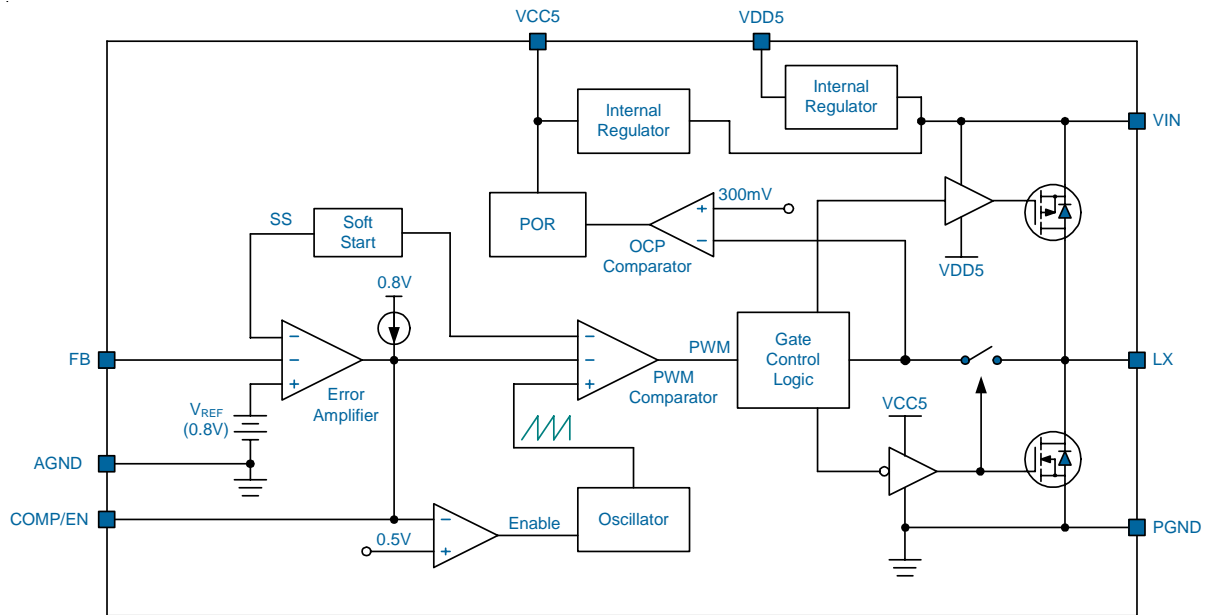 VCC5
VDD5
Internal
Regulator
Internal
Regulator
VIN
300mV
SS
Soft
Start
POR
OCP
Comparator
VDD5
0.8V
FB
PWM
Gate
Control
Logic
LX
Error
Amplifier
PWM
Comparator
VREF
(0.8V)
VCC5
AGND
COMP/EN
Enable
Oscillator
0.5V
PGND